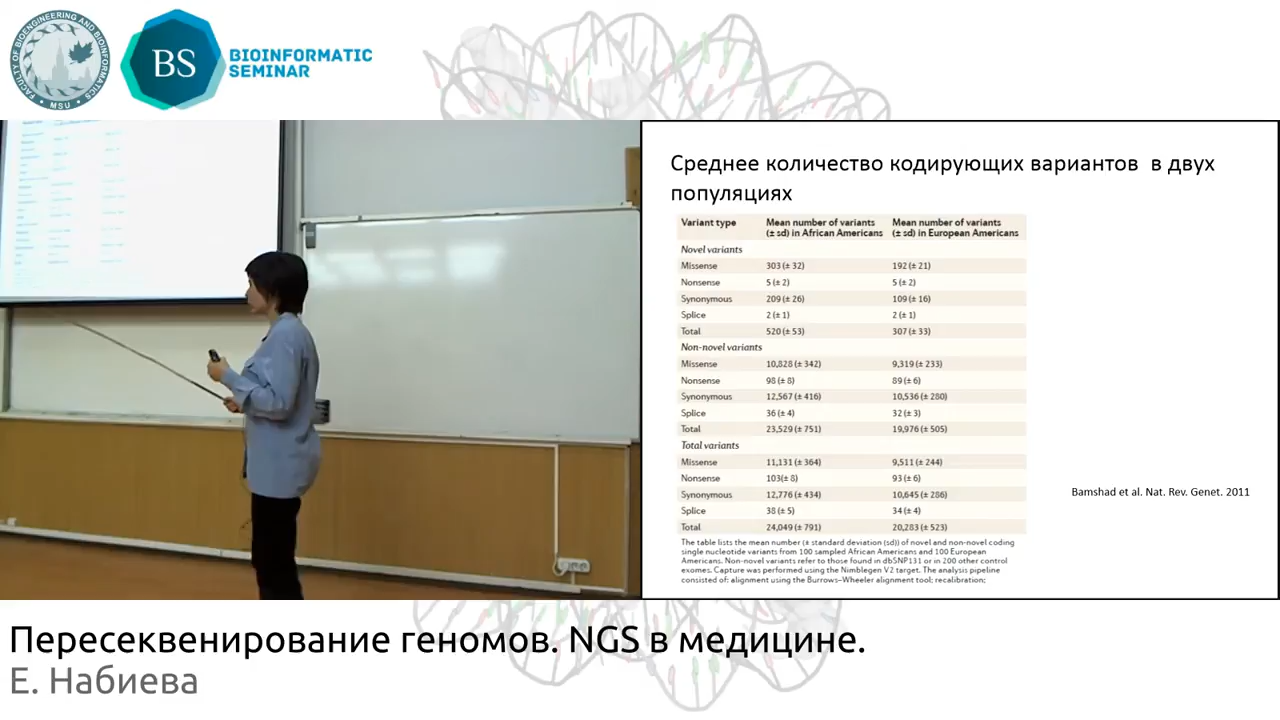 FACULTY OF BIOENGINEERING AND BIOINFORMATICS
• MSU •
BS
BIOINFORMATIC
SEMINAR
Среднее количество кодирующих вариантов в двух
популяциях
Variant type Mean number of variants (± sd) in African Americans Mean number of variants (± sd) in European Americans
Novel variants
Missense 303 (± 32) 192 (± 21)
Nonsense 5 (± 2) 5 (± 2)
Synonymous 209 (± 26) 109 (± 16)
Splice 2 (± 1) 2 (± 1)
Total 520 (± 53) 307 (± 33)
Non-novel variants
Missense 10,828 (± 342) 9,319 (± 233)
Nonsense 98 (± 8) 89 (± 6)
Synonymous 12,567 (± 416) 10,536 (± 280)
Splice 36 (± 4) 32 (± 3)
Total 23,529 (± 751) 19,976 (± 505)
Total variants
Missense 11,131 (± 364) 9,511 (± 244)
Nonsense 103(± 8) 93 (± 6)
Synonymous 12,776 (± 434) 10,645 (± 286)
Splice 38 (± 5) 34 (± 4)
Total 24,049 (± 791) 20,283 (± 523)
The table lists the mean number (± standard deviation (sd)) of novel and non-novel coding
single nucleotide variants from 100 sampled African Americans and 100 European
Americans. Non-novel variants refer to those found in dbSNP131 or in 200 other control
exomes. Capture was performed using the Nimblegen V2 target. The analysis pipeline
consisted of: alignment using the Burrows–Wheeler alignment tool; recalibration;
Bamshad et al. Nat. Rev. Genet. 2011
Пересеквенирование геномов. NGS в медицине.
Е. Набиева